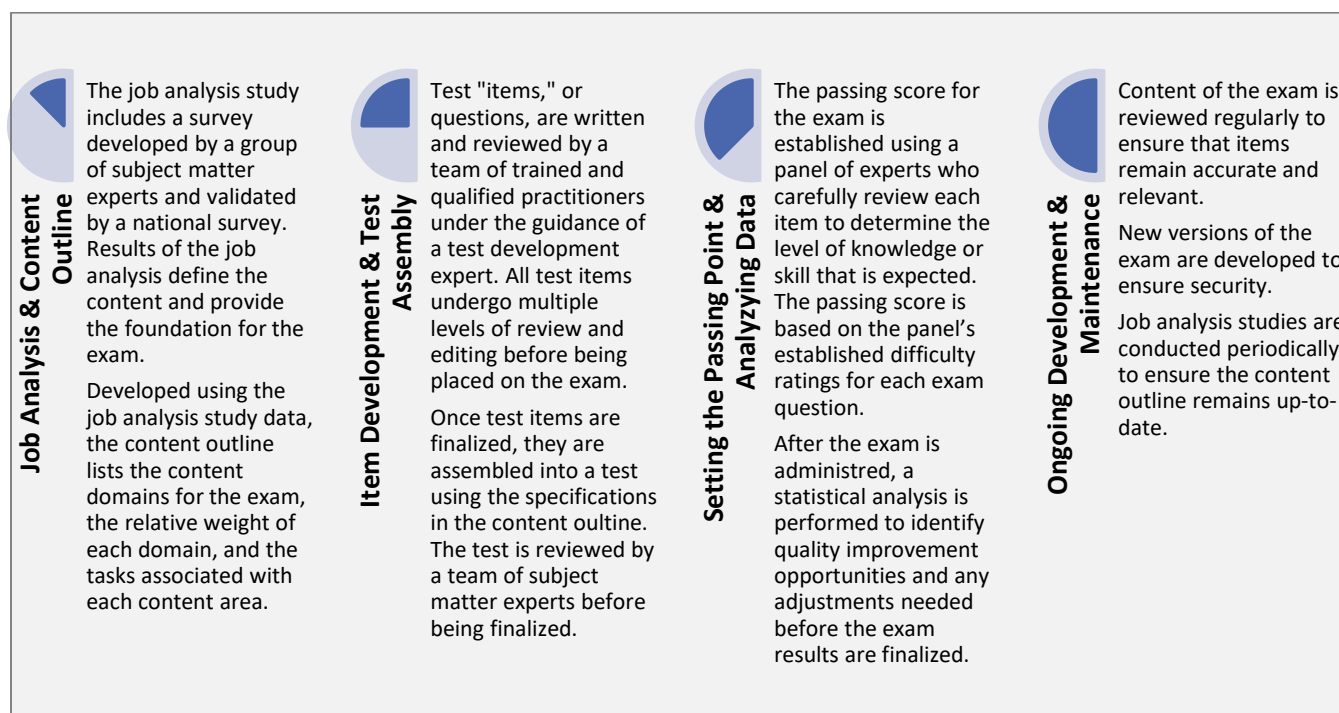 Job Analysis & Content
Outline
The job analysis study
includes a survey
developed by a group
of subject matter
experts and validated
by a national survey.
Results of the job
analysis define the
content and provide
the foundation for the
exam.
Developed using the
job analysis study data,
the content outline
lists the content
domains for the exam,
the relative weight of
each domain, and the
tasks associated with
each content area.
Item Development & Test
Assembly
Test "items," or
questions, are written
and reviewed by a
team of trained and
qualified practitioners
under the guidance of
a test development
expert. All test items
undergo multiple
levels of review and
editing before being
placed on the exam.
Once test items are
finalized, they are
assembled into a test
using the specifications
in the content oultine.
The test is reviewed by
a team of subject
matter experts before
being finalized.
Setting the Passing Point &
Analyzying Data
The passing score for
the exam is
established using a
panel of experts who
carefully review each
item to determine the
level of knowledge or
skill that is expected.
The passing score is
based on the panel’s
established difficulty
ratings for each exam
question.
After the exam is
administred, a
statistical analysis is
performed to identify
quality improvement
opportunities and any
adjustments needed
before the exam
results are finalized.
Ongoing Development &
Maintenance
Content of the exam is
reviewed regularly to
ensure that items
remain accurate and
relevant.
New versions of the
exam are developed to
ensure security.
Job analysis studies are
conducted periodically
to ensure the content
outline remains up-to-
date.